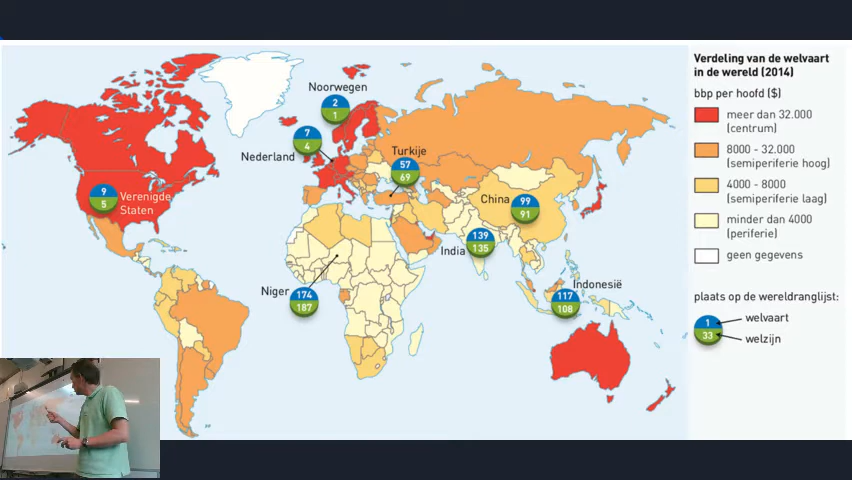 Verdeling van de welvaart
in de wereld (2014)
bbp per hoofd ($)
meer dan 32.000
(centrum)
8000 - 32.000
(semiperiferie hoog)
4000 - 8000
(semiperiferie laag)
minder dan 4000
(periferie)
geen gegevens
plaats op de wereldranglijst:
1
welvaart
33
welzijn
Noorwegen
2
1
7
4
Nederland
Turkije
57
69
9
5
Verenigde
Staten
China
99
91
139
135
India
Niger
174
187
Indonesië
117
108